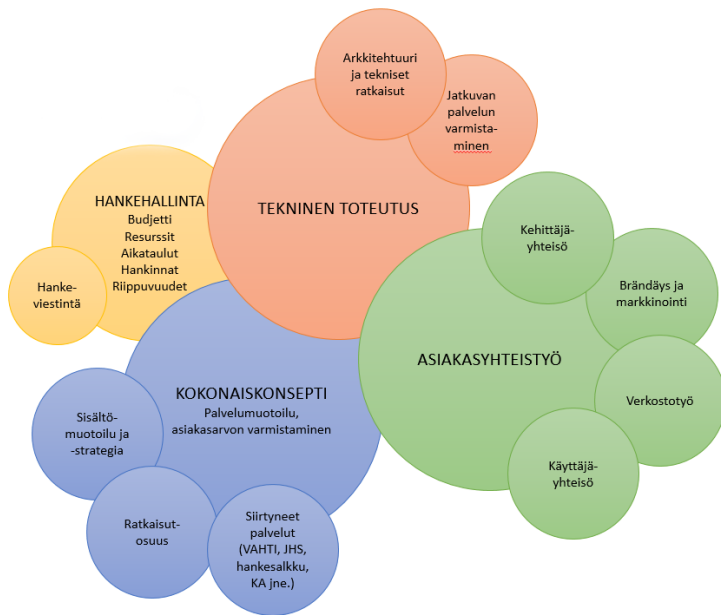 Arkkitehtuuri
ja tekniset
ratkaisut
Jatkuvan
palvelun
varmista-
minen
HANKEHALLINTA
Budjetti
Resurssit
Aikataulut
Hankinnat
Riippuvuudet
TEKNINEN TOTEUTUS
Kehittäjä-
yhteisö
Hanke-
viestintä
Brändäys ja
markkinointi
ASIAKASYHTEISTYÖ
KOKONAISKONSEPTI
Palvelumuotoilu,
asiakasarvon varmistaminen
Verkostotyö
Sisältö-
muotoilu ja
-strategia
Käyttäjä-
yhteisö
Ratkaisut-
osuus
Siirtyneet
palvelut
(VAHTI, JHS,
hankesalkku,
KA jne.)